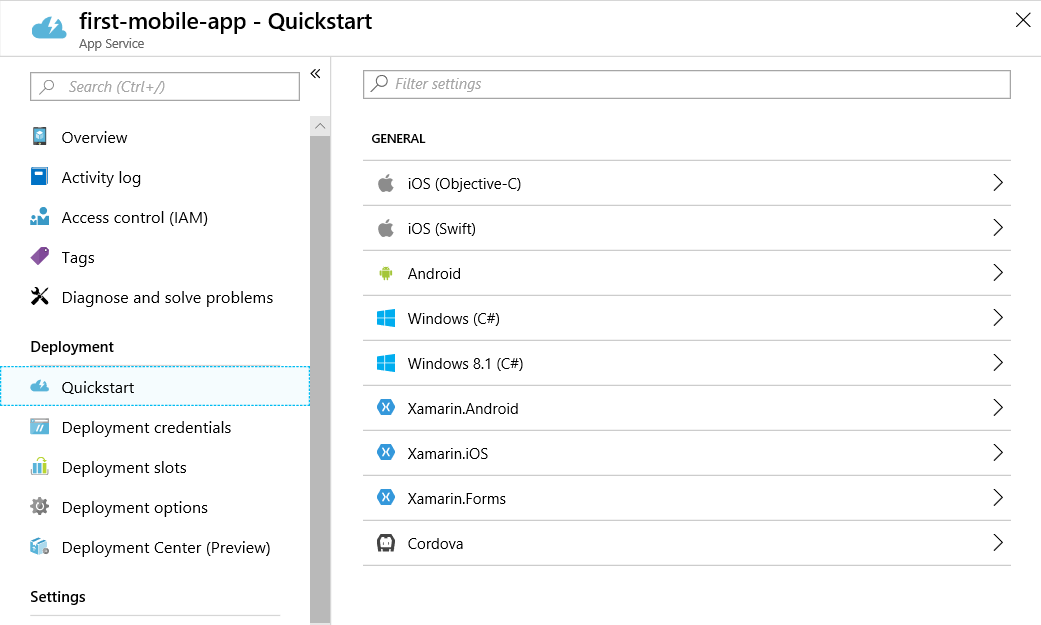 first-mobile-app - Quickstart
App Service
Search (Ctrl+/)
Overview
Activity log
Access control (IAM)
Tags
Diagnose and solve problems
Deployment
Quickstart
Deployment credentials
Deployment slots
Deployment options
Deployment Center (Preview)
Settings
Filter settings
GENERAL
iOS (Objective-C)
iOS (Swift)
Android
Windows (C#)
Windows 8.1 (C#)
Xamarin.Android
Xamarin.iOS
Xamarin.Forms
Cordova